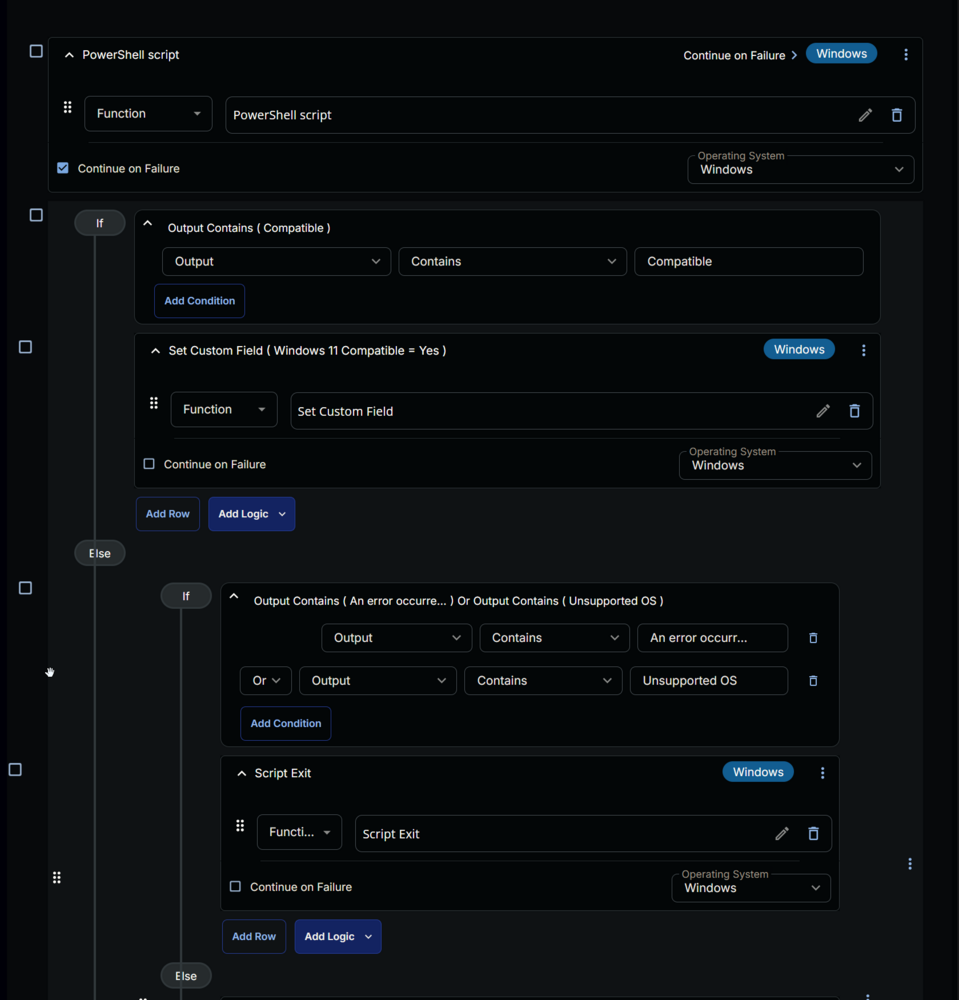 PowerShell script
Continue on Failure
Windows
Function
PowerShell script
Continue on Failure
Operating System
Windows
If
Output Contains ( Compatible )
Output
Contains
Compatible
Add Condition
Set Custom Field ( Windows 11 Compatible = Yes )
Windows
Function
Set Custom Field
Continue on Failure
Operating System
Windows
Add Row
Add Logic
Else
If
Output Contains ( An error occurre... ) Or Output Contains ( Unsupported OS )
Output
Contains
An error occurr...
Or
Output
Contains
Unsupported OS
Add Condition
Script Exit
Windows
Functi...
Script Exit
Continue on Failure
Operating System
Windows
Add Row
Add Logic
Else